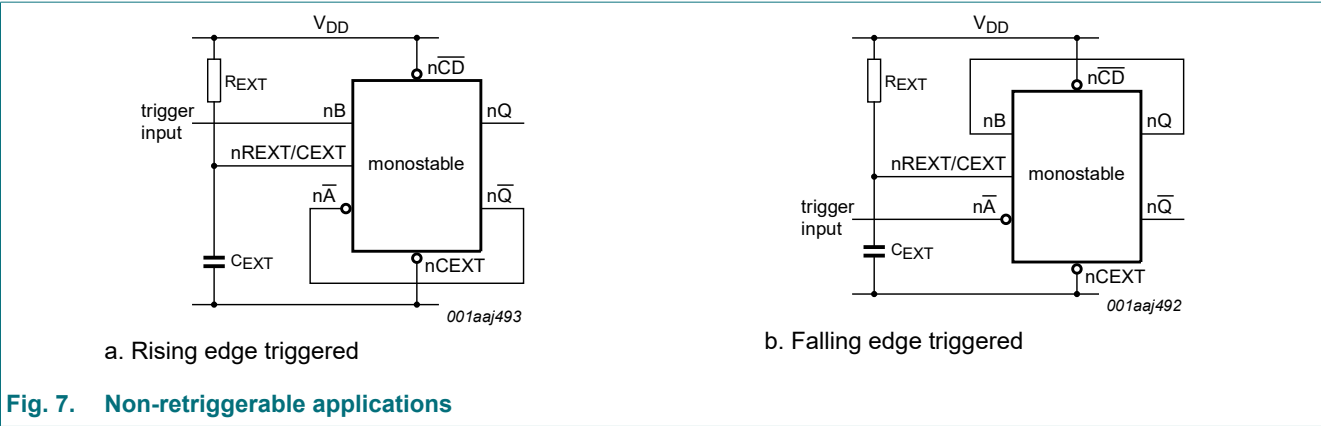 VDD
nC̅D̅
REXT
trigger
input
nB
nQ
nREXT/CEXT
monostable
nA̅
nQ̅
CEXT
nCEXT
001aaj493
a. Rising edge triggered
VDD
nC̅D̅
REXT
nB
nQ
nREXT/CEXT
monostable
trigger
input
nA̅
nQ̅
CEXT
nCEXT
001aaj492
b. Falling edge triggered
Fig. 7. Non-retriggerable applications